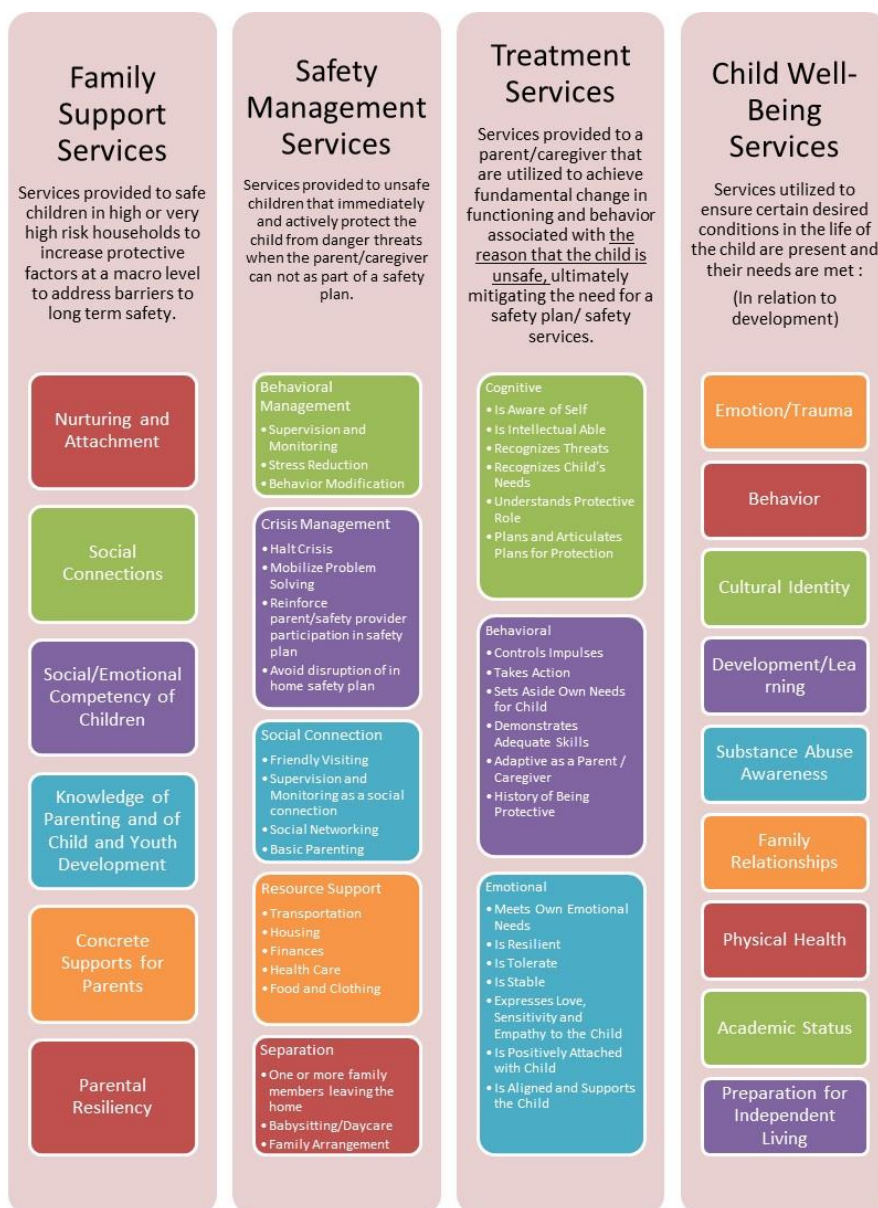 Family
Support
Services
Services provided to safe
children in high or very
high risk households to
increase protective
factors at a macro level
to address barriers to
long term safety.
Nurturing and
Attachment
Social
Connections
Social/Emotional
Competency of
Children
Knowledge of
Parenting and of
Child and Youth
Development
Concrete
Supports for
Parents
Parental
Resiliency
Safety
Management
Services
Services provided to unsafe
children that immediately
and actively protect the
child from danger threats
when the parent/caregiver
can not as part of a safety
plan.
Behavioral
Management
• Supervision and
Monitoring
• Stress Reduction
• Behavior Modification
Crisis Management
• Halt Crisis
• Mobilize Problem
Solving
• Reinforce
parent/safety provider
participation in safety
plan
• Avoid disruption of in
home safety plan
Social Connection
• Friendly Visiting
• Supervision and
Monitoring as a social
connection
• Social Networking
• Basic Parenting
Resource Support
• Transportation
• Housing
• Finances
• Health Care
• Food and Clothing
Separation
• One or more family
members leaving the
home
• Babysitting/Daycare
• Family Arrangement
Treatment
Services
Services provided to a
parent/caregiver that
are utilized to achieve
fundamental change in
functioning and behavior
associated with the
reason that the child is
unsafe, ultimately
mitigating the need for a
safety plan/ safety
services.
Cognitive
• Is Aware of Self
• Is Intellectual Able
• Recognizes Threats
• Recognizes Child's
Needs
• Understands Protective
Role
• Plans and Articulates
Plans for Protection
Behavioral
• Controls Impulses
• Takes Action
• Sets Aside Own Needs
for Child
• Demonstrates
Adequate Skills
• Adaptive as a Parent /
Caregiver
• History of Being
Protective
Emotional
• Meets Own Emotional
Needs
• Is Resilient
• Is Tolerate
• Is Stable
• Expresses Love,
Sensitivity and
Empathy to the Child
• Is Positively Attached
with Child
• Is Aligned and Supports
the Child
Child Well-
Being
Services
Services utilized to
ensure certain desired
conditions in the life of
the child are present and
their needs are met :
(In relation to
development)
Emotion/Trauma
Behavior
Cultural Identity
Development/Lea
rning
Substance Abuse
Awareness
Family
Relationships
Physical Health
Academic Status
Preparation for
Independent
Living